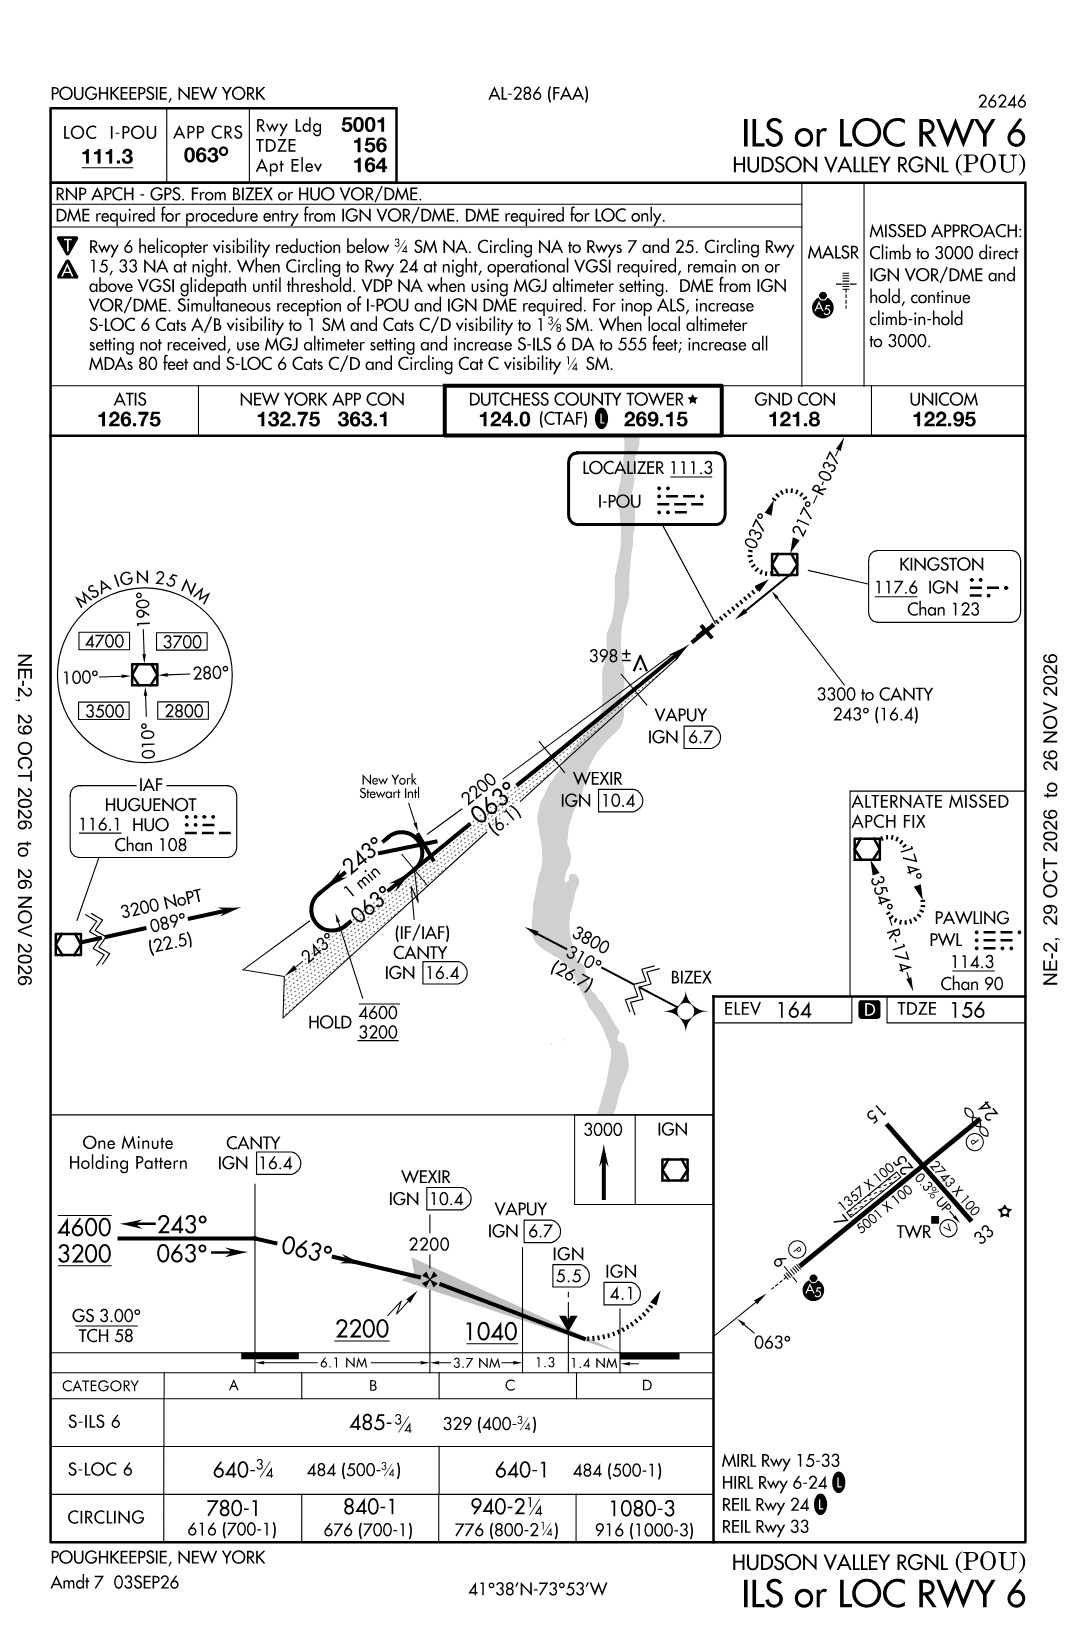 POUGHKEEPSIE, NEW YORK
AL-286 (FAA)
26246
LOC I-POU
111.3
APP CRS
063°
Rwy Ldg 5001
TDZE 156
Apt Elev 164
ILS or LOC RWY 6
HUDSON VALLEY RGNL (POU)
RNP APCH - GPS. From BIZEX or HUO VOR/DME.
DME required for procedure entry from IGN VOR/DME. DME required for LOC only.
T
A
Rwy 6 helicopter visibility reduction below ¾ SM NA. Circling NA to Rwys 7 and 25. Circling Rwy
15, 33 NA at night. When Circling to Rwy 24 at night, operational VGSI required, remain on or
above VGSI glidepath until threshold. VDP NA when using MGJ altimeter setting. DME from IGN
VOR/DME. Simultaneous reception of I-POU and IGN DME required. For inop ALS, increase
S-LOC 6 Cats A/B visibility to 1 SM and Cats C/D visibility to 1⅜ SM. When local altimeter
setting not received, use MGJ altimeter setting and increase S-ILS 6 DA to 555 feet; increase all
MDAs 80 feet and S-LOC 6 Cats C/D and Circling Cat C visibility ¼ SM.
MALSR
A5
MISSED APPROACH:
Climb to 3000 direct
IGN VOR/DME and
hold, continue
climb-in-hold
to 3000.
ATIS
126.75
NEW YORK APP CON
132.75 363.1
DUTCHESS COUNTY TOWER★
124.0 (CTAF) L 269.15
GND CON
121.8
UNICOM
122.95
LOCALIZER 111.3
I-POU
R-037
217°
037°
KINGSTON
117.6 IGN
Chan 123
3300 to CANTY
243° (16.4)
MSA IGN 25 NM
190°
4700
3700
100°
280°
3500
2800
010°
398±
VAPUY
IGN 6.7
WEXIR
IGN 10.4
New York
Stewart Intl
2200
063°
(6.1)
IAF
HUGUENOT
116.1 HUO
Chan 108
3200 NoPT
089°
(22.5)
243°
1 min
063°
243°
(IF/IAF)
CANTY
IGN 16.4
HOLD
4600
3200
3800
310°
(26.7)
BIZEX
ALTERNATE MISSED
APCH FIX
174°
354°
R-174
PAWLING
PWL
114.3
Chan 90
NE-2, 29 OCT 2026 to 26 NOV 2026
NE-2, 29 OCT 2026 to 26 NOV 2026
ELEV 164
D
TDZE 156
15
24
P
1357 X 100
25
2743 X 100
0.3% UP
7
5001 X 100
TWR
V
33
P
6
A5
063°
MIRL Rwy 15-33
HIRL Rwy 6-24 L
REIL Rwy 24 L
REIL Rwy 33
One Minute
Holding Pattern
CANTY
IGN 16.4
3000
IGN
WEXIR
IGN 10.4
VAPUY
IGN 6.7
4600
3200
243°
063°
063°
2200
IGN
5.5
IGN
4.1
GS 3.00°
TCH 58
2200
1040
6.1 NM
3.7 NM
1.3
1.4 NM
CATEGORY A B C D
S-ILS 6 485-¾ 329 (400-¾)
S-LOC 6 640-¾ 484 (500-¾) 640-1 484 (500-1)
CIRCLING
780-1
616 (700-1)
840-1
676 (700-1)
940-2¼
776 (800-2¼)
1080-3
916 (1000-3)
POUGHKEEPSIE, NEW YORK
Amdt 7 03SEP26
41°38'N-73°53'W
HUDSON VALLEY RGNL (POU)
ILS or LOC RWY 6